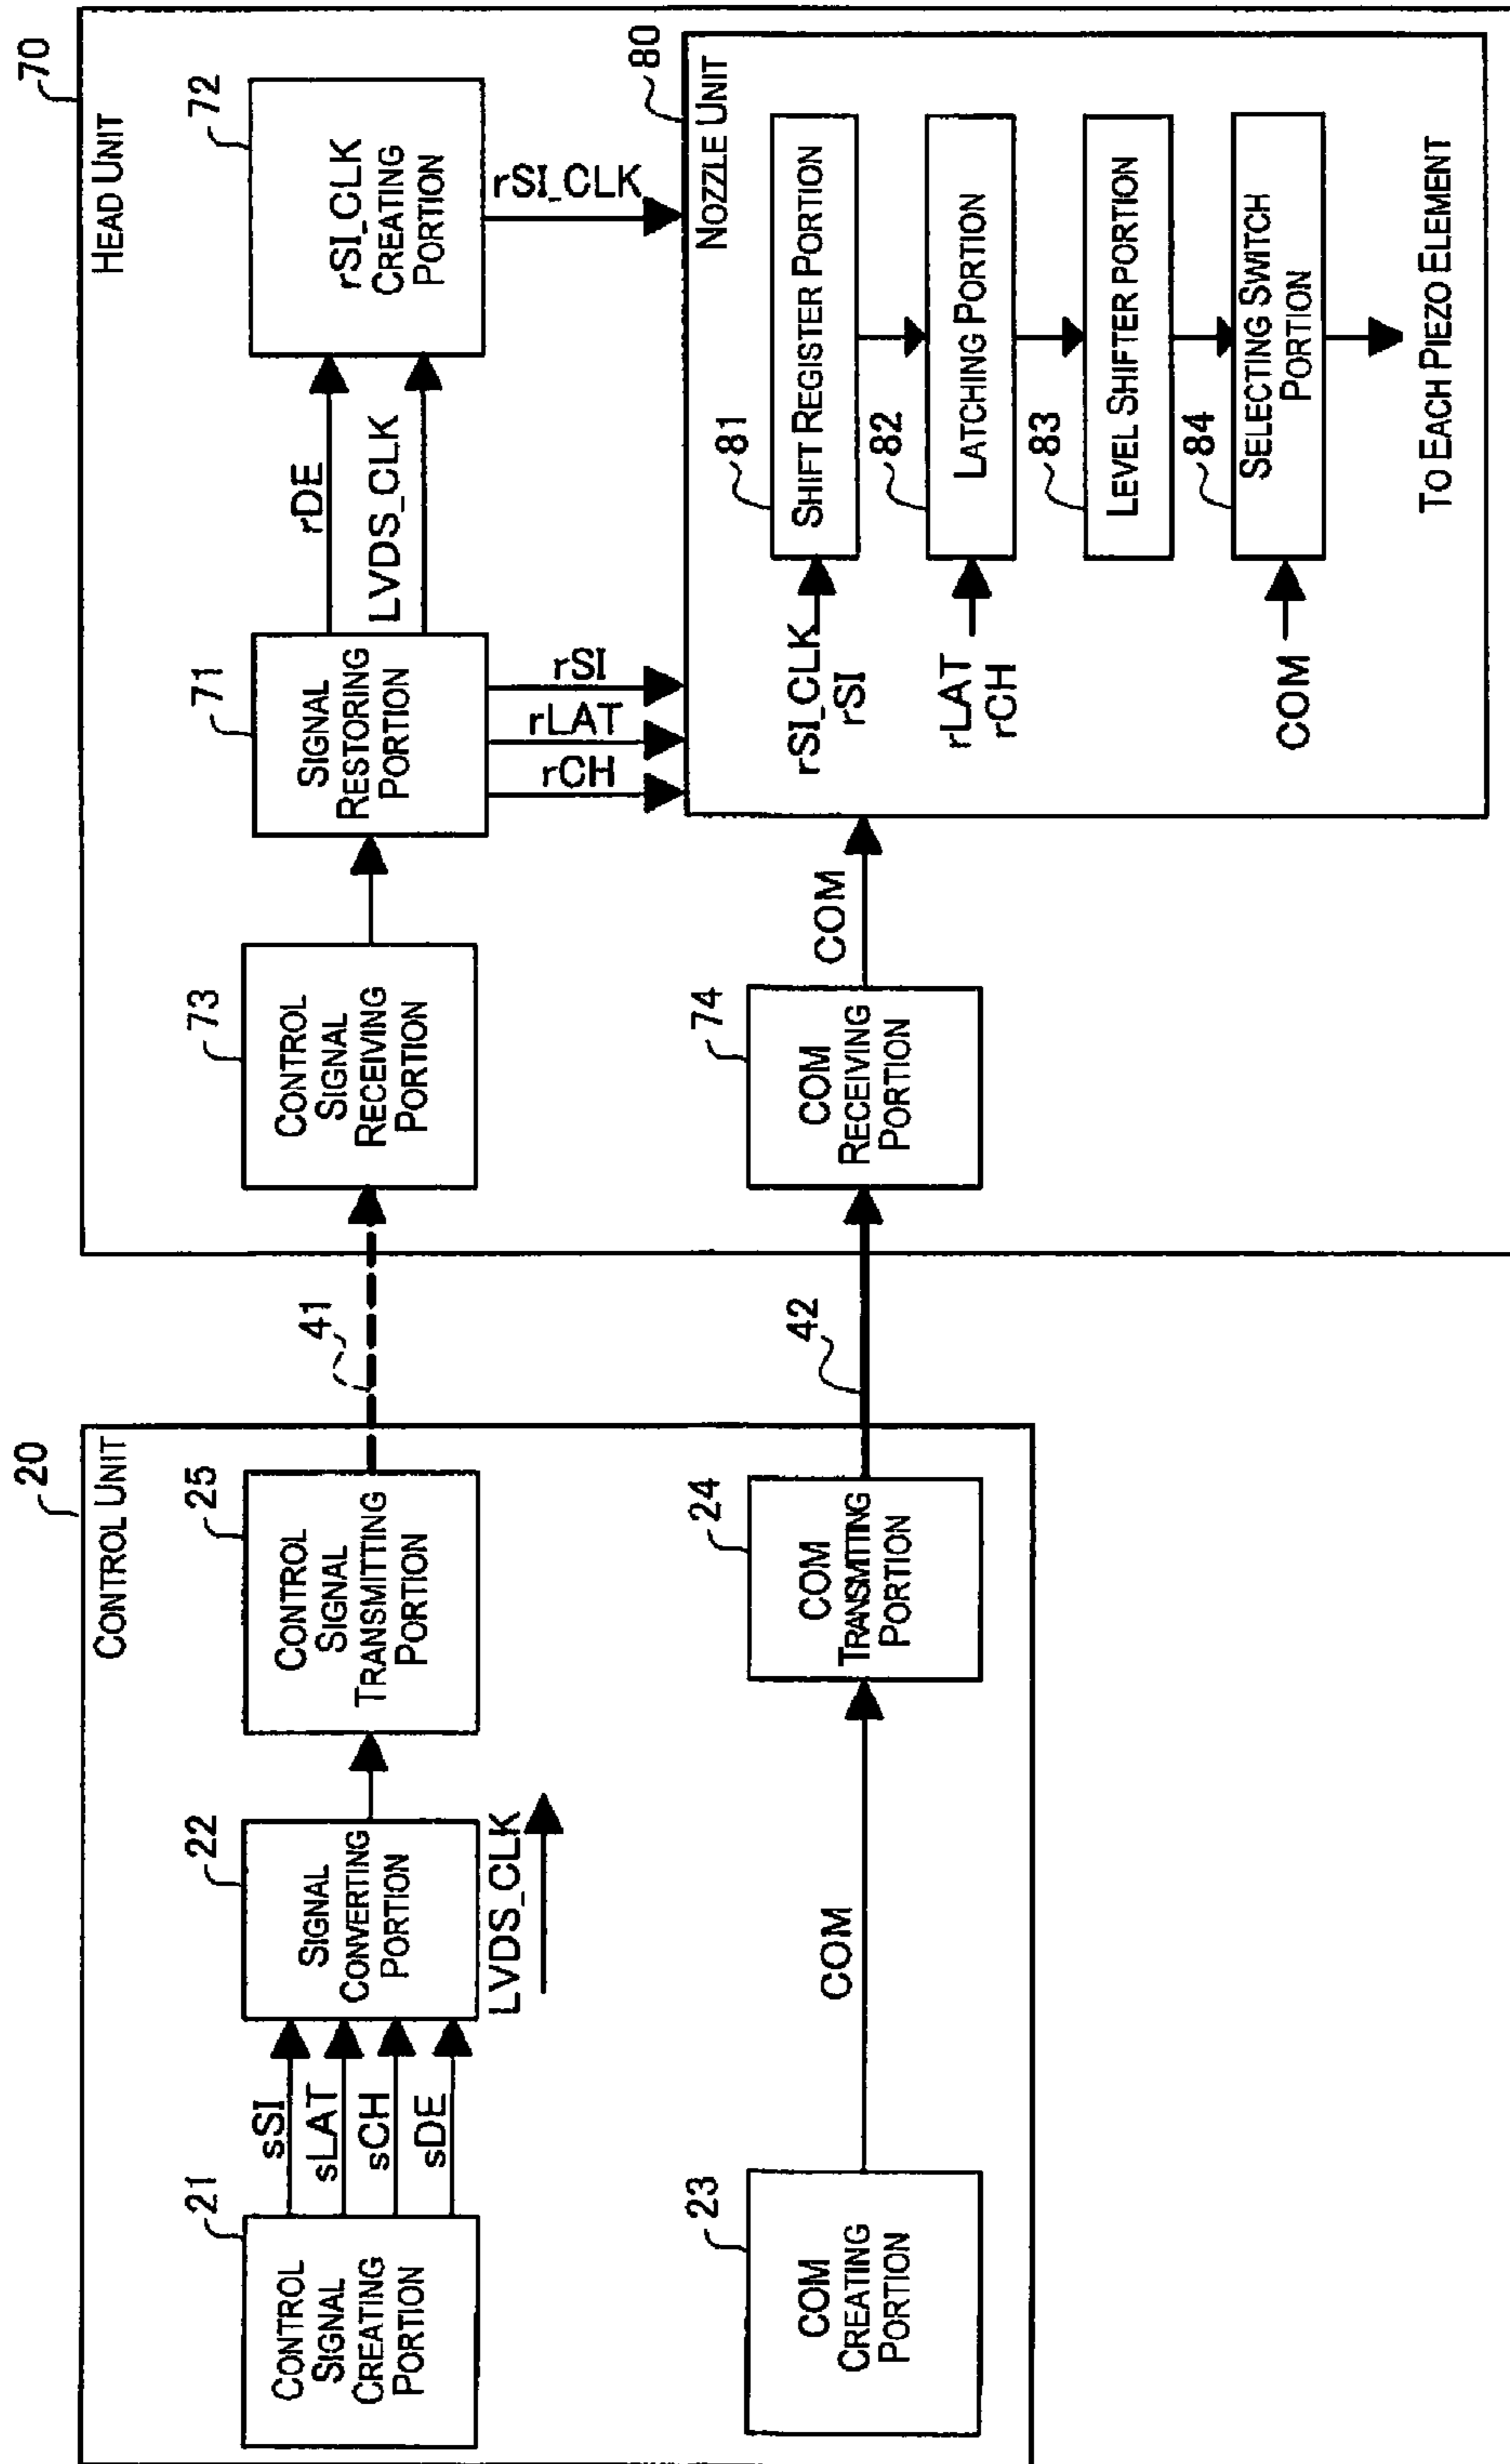 20
CONTROL UNIT
21
CONTROL
SIGNAL
CREATING
PORTION
sSI
sLAT
sCH
sDE
22
SIGNAL
CONVERTING
PORTION
LVDS_CLK
25
CONTROL
SIGNAL
TRANSMITTING
PORTION
23
COM
CREATING
PORTION
COM
24
COM
TRANSMITTING
PORTION
41
42
70
HEAD UNIT
73
CONTROL
SIGNAL
RECEIVING
PORTION
71
SIGNAL
RESTORING
PORTION
rDE
LVDS_CLK
72
rSI_CLK
CREATING
PORTION
rCH
rLAT
rSI
rSI_CLK
74
COM
RECEIVING
PORTION
COM
80
NOZZLE UNIT
rSI_CLK
rSI
81
SHIFT REGISTER PORTION
rLAT
rCH
82
LATCHING PORTION
83
LEVEL SHIFTER PORTION
COM
84
SELECTING SWITCH
PORTION
TO EACH PIEZO ELEMENT